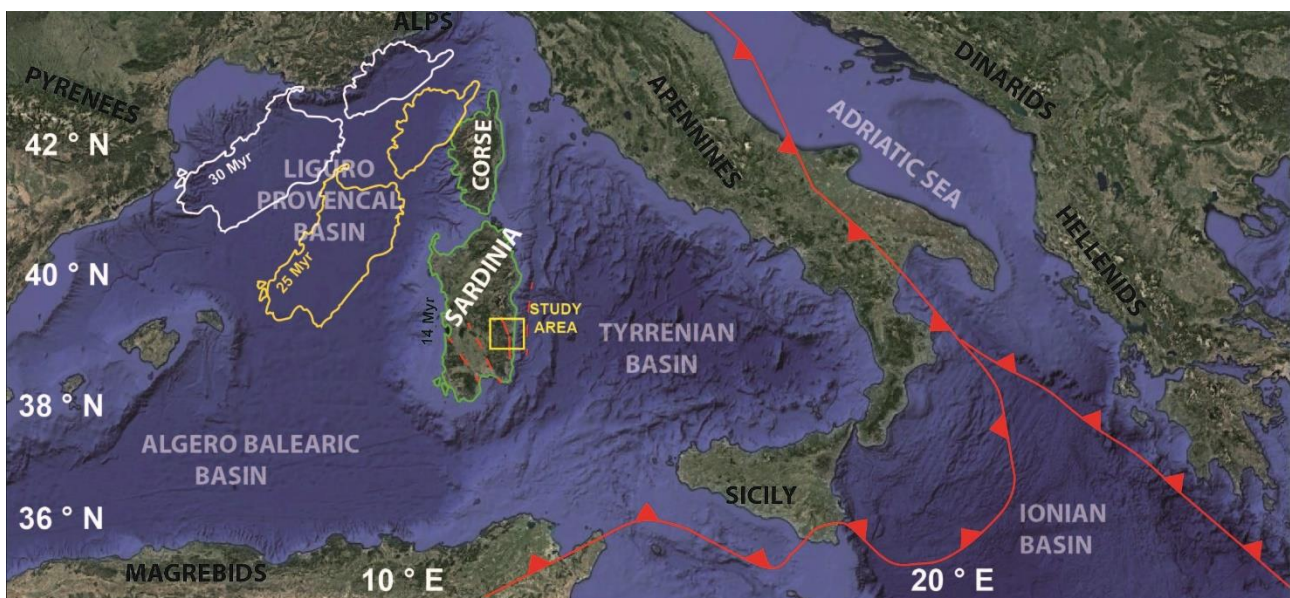 ALPS
PYRENEES
42 ° N
30 Myr
LIGURO
PROVENCAL
BASIN
CORSE
APENNINES
ADRIATIC SEA
DINARIDS
HELLENIDS
40 ° N
25 Myr
SARDINIA
14 Myr
STUDY
AREA
TYRRENIAN
BASIN
38 ° N
ALGERO BALEARIC
BASIN
36 ° N
SICILY
IONIAN
BASIN
MAGREBIDS
10 ° E
20 ° E